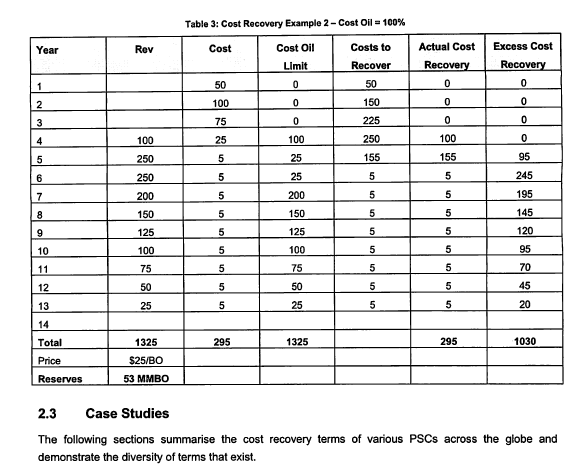 Table 3: Cost Recovery Example 2 – Cost Oil = 100%
Year Rev Cost Cost Oil Limit Costs to Recover Actual Cost Recovery Excess Cost Recovery
1 50 0 50 0 0
2 100 0 150 0 0
3 75 0 225 0 0
4 100 25 100 250 100 0
5 250 5 25 155 155 95
6 250 5 25 5 5 245
7 200 5 200 5 5 195
8 150 5 150 5 5 145
9 125 5 125 5 5 120
10 100 5 100 5 5 95
11 75 5 75 5 5 70
12 50 5 50 5 5 45
13 25 5 25 5 5 20
14
Total 1325 295 1325 295 1030
Price $25/BO
Reserves 53 MMBO
2.3 Case Studies
The following sections summarise the cost recovery terms of various PSCs across the globe and
demonstrate the diversity of terms that exist.